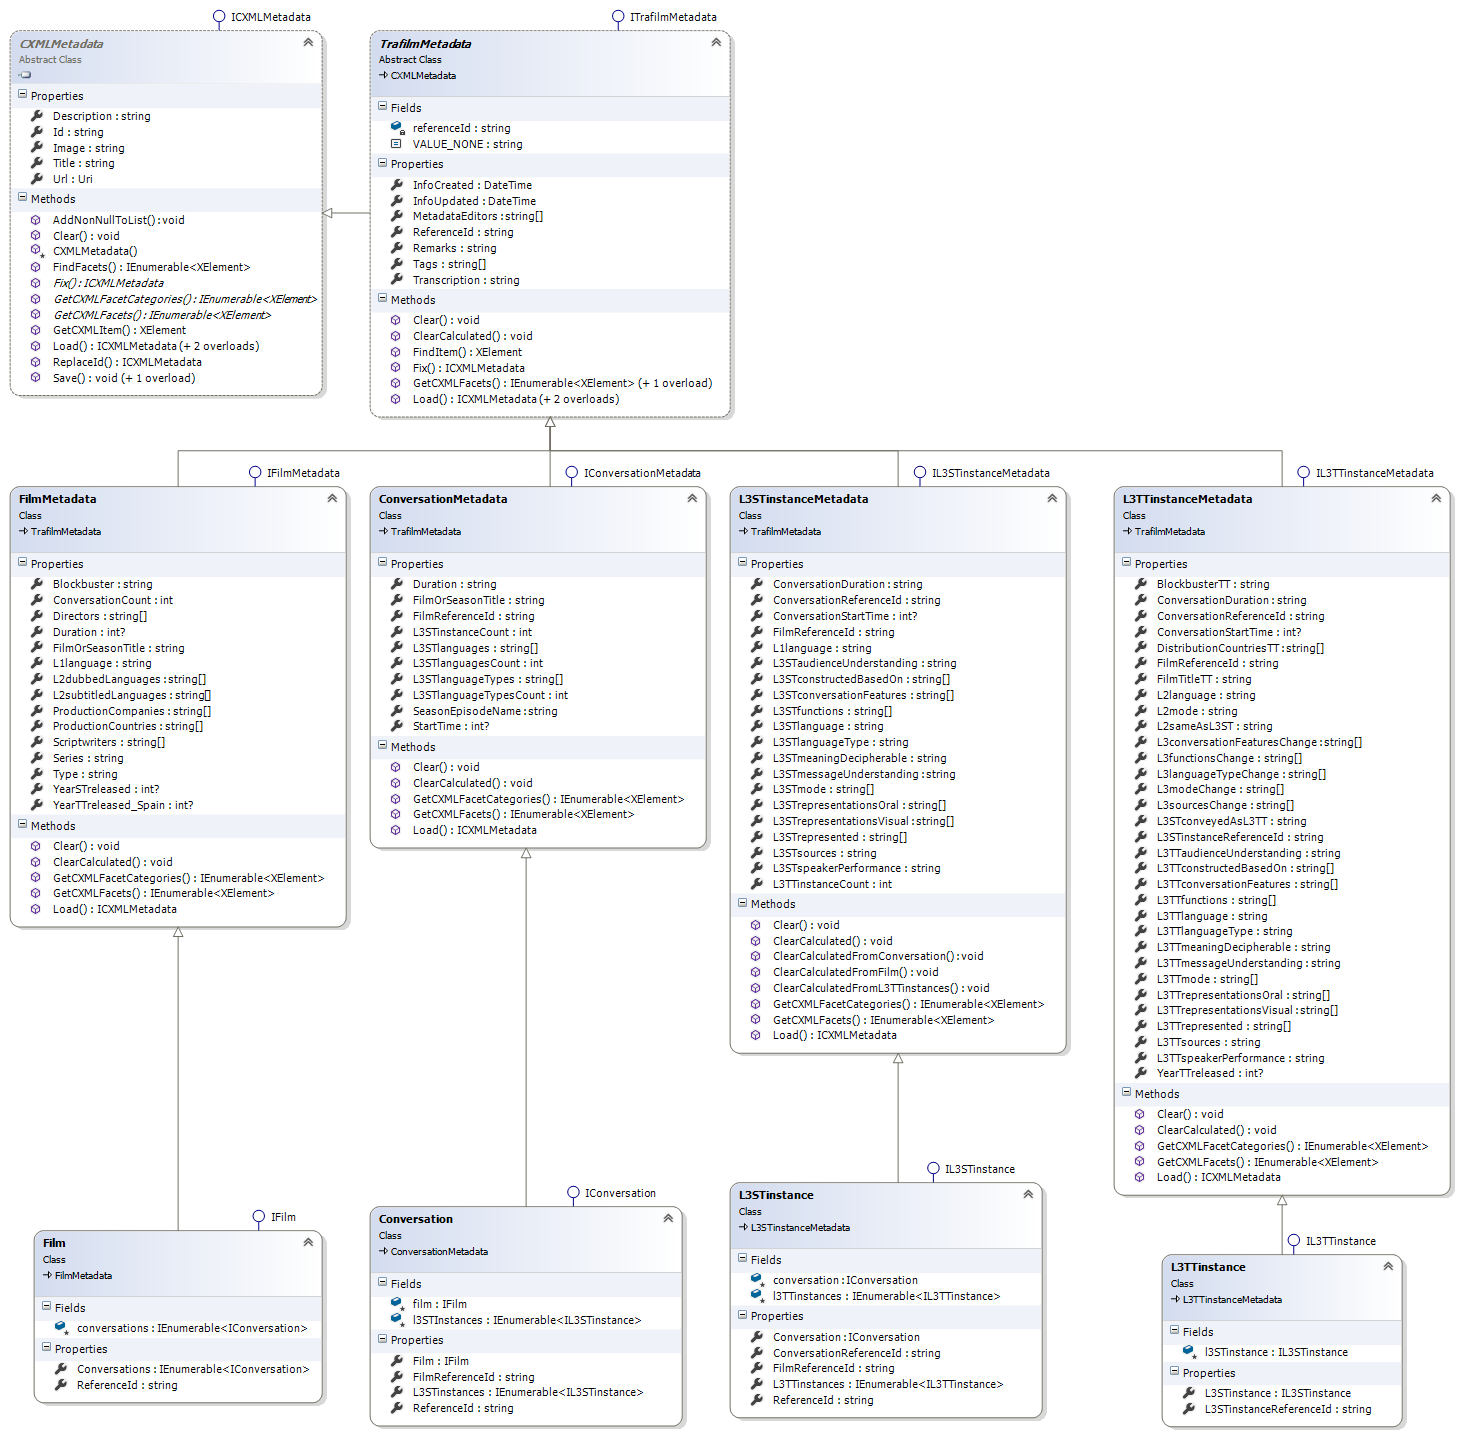 ICXMLMetadata
CXMLMetadata
Abstract Class
Properties
Description : string
Id : string
Image : string
Title : string
Url : Uri
Methods
AddNonNullToList() : void
Clear() : void
CXMLMetadata()
FindFacets() : IEnumerable<XElement>
Fix() : ICXMLMetadata
GetCXMLFacetCategories() : IEnumerable<XElement>
GetCXMLFacets() : IEnumerable<XElement>
GetCXMLItem() : XElement
Load() : ICXMLMetadata (+ 2 overloads)
ReplaceId() : ICXMLMetadata
Save() : void (+ 1 overload)
ITrafilmMetadata
TrafilmMetadata
Abstract Class
CXMLMetadata
Fields
referenceId : string
VALUE_NONE : string
Properties
InfoCreated : DateTime
InfoUpdated : DateTime
MetadataEditors : string[]
ReferenceId : string
Remarks : string
Tags : string[]
Transcription : string
Methods
Clear() : void
ClearCalculated() : void
FindItem() : XElement
Fix() : ICXMLMetadata
GetCXMLFacets() : IEnumerable<XElement> (+ 1 overload)
Load() : ICXMLMetadata (+ 2 overloads)
IFilmMetadata
FilmMetadata
Class
TrafilmMetadata
Properties
Blockbuster : string
ConversationCount : int
Directors : string[]
Duration : int?
FilmOrSeasonTitle : string
L1language : string
L2dubbedLanguages : string[]
L2subtitledLanguages : string[]
ProductionCompanies : string[]
ProductionCountries : string[]
Scriptwriters : string[]
Series : string
Type : string
YearSTreleased : int?
YearTTreleased_Spain : int?
Methods
Clear() : void
ClearCalculated() : void
GetCXMLFacetCategories() : IEnumerable<XElement>
GetCXMLFacets() : IEnumerable<XElement>
Load() : ICXMLMetadata
IConversationMetadata
ConversationMetadata
Class
TrafilmMetadata
Properties
Duration : string
FilmOrSeasonTitle : string
FilmReferenceId : string
L3STinstanceCount : int
L3STlanguages : string[]
L3STlanguagesCount : int
L3STlanguageTypes : string[]
L3STlanguageTypesCount : int
SeasonEpisodeName : string
StartTime : int?
Methods
Clear() : void
ClearCalculated() : void
GetCXMLFacetCategories() : IEnumerable<XElement>
GetCXMLFacets() : IEnumerable<XElement>
Load() : ICXMLMetadata
IL3STinstanceMetadata
L3STinstanceMetadata
Class
TrafilmMetadata
Properties
ConversationDuration : string
ConversationReferenceId : string
ConversationStartTime : int?
FilmReferenceId : string
L1language : string
L3STaudienceUnderstanding : string
L3STconstructedBasedOn : string[]
L3STconversationFeatures : string[]
L3STfunctions : string[]
L3STlanguage : string
L3STlanguageType : string
L3STmeaningDecipherable : string
L3STmessageUnderstanding : string
L3STmode : string[]
L3STrepresentationsOral : string[]
L3STrepresentationsVisual : string[]
L3STrepresented : string[]
L3STsources : string
L3STspeakerPerformance : string
L3TTinstanceCount : int
Methods
Clear() : void
ClearCalculated() : void
ClearCalculatedFromConversation() : void
ClearCalculatedFromFilm() : void
ClearCalculatedFromL3TTinstances() : void
GetCXMLFacetCategories() : IEnumerable<XElement>
GetCXMLFacets() : IEnumerable<XElement>
Load() : ICXMLMetadata
IL3TTinstanceMetadata
L3TTinstanceMetadata
Class
TrafilmMetadata
Properties
BlockbusterTT : string
ConversationDuration : string
ConversationReferenceId : string
ConversationStartTime : int?
DistributionCountriesTT : string[]
FilmReferenceId : string
FilmTitleTT : string
L2language : string
L2mode : string
L2sameAsL3ST : string
L3conversationFeaturesChange : string[]
L3functionsChange : string[]
L3languageTypeChange : string[]
L3modeChange : string[]
L3sourcesChange : string[]
L3STconveyedAsL3TT : string
L3STinstanceReferenceId : string
L3TTaudienceUnderstanding : string
L3TTconstructedBasedOn : string[]
L3TTconversationFeatures : string[]
L3TTfunctions : string[]
L3TTlanguage : string
L3TTlanguageType : string
L3TTmeaningDecipherable : string
L3TTmessageUnderstanding : string
L3TTmode : string[]
L3TTrepresentationsOral : string[]
L3TTrepresentationsVisual : string[]
L3TTrepresented : string[]
L3TTsources : string
L3TTspeakerPerformance : string
YearTTreleased : int?
Methods
Clear() : void
ClearCalculated() : void
GetCXMLFacetCategories() : IEnumerable<XElement>
GetCXMLFacets() : IEnumerable<XElement>
Load() : ICXMLMetadata
IFilm
Film
Class
FilmMetadata
Fields
conversations : IEnumerable<IConversation>
Properties
Conversations : IEnumerable<IConversation>
ReferenceId : string
IConversation
Conversation
Class
ConversationMetadata
Fields
film : IFilm
l3STInstances : IEnumerable<IL3STinstance>
Properties
Film : IFilm
FilmReferenceId : string
L3STinstances : IEnumerable<IL3STinstance>
ReferenceId : string
IL3STinstance
L3STinstance
Class
L3STinstanceMetadata
Fields
conversation : IConversation
l3TTinstances : IEnumerable<IL3TTinstance>
Properties
Conversation : IConversation
ConversationReferenceId : string
FilmReferenceId : string
L3TTinstances : IEnumerable<IL3TTinstance>
ReferenceId : string
IL3TTinstance
L3TTinstance
Class
L3TTinstanceMetadata
Fields
l3STinstance : IL3STinstance
Properties
L3STinstance : IL3STinstance
L3STinstanceReferenceId : string